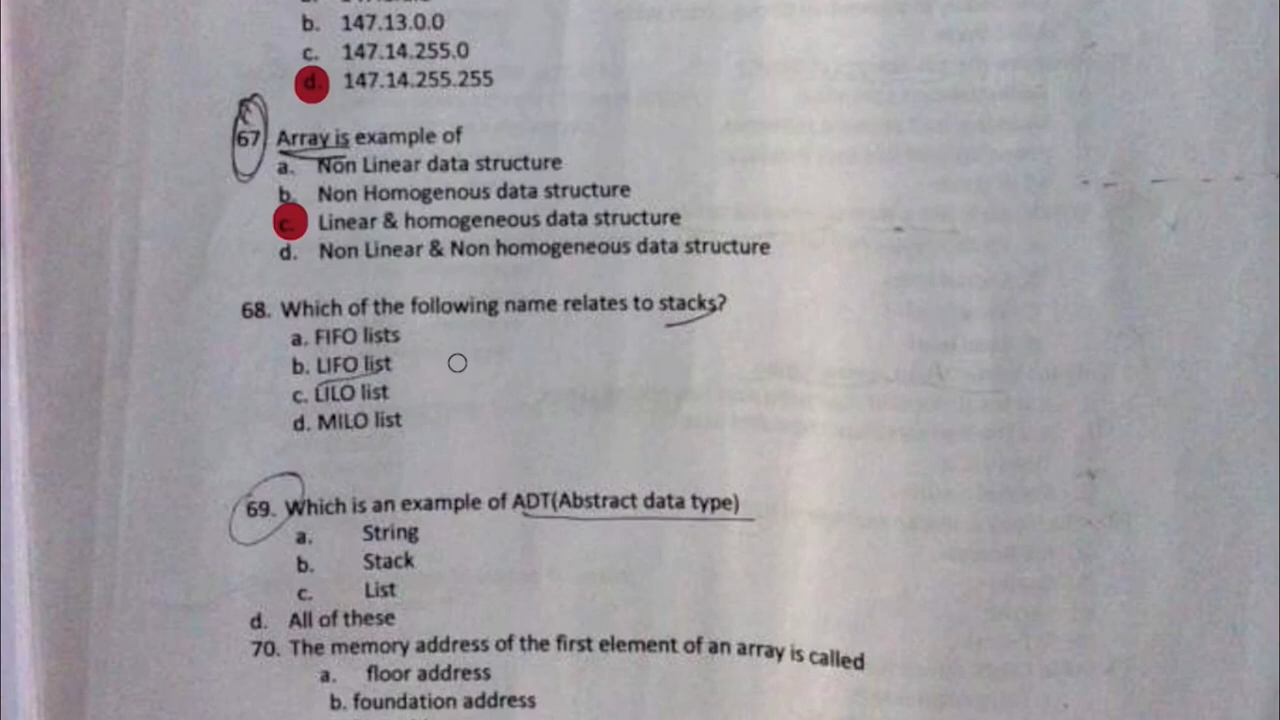 b. 147.13.0.0
c. 147.14.255.0
d. 147.14.255.255
67 Array is example of
a. Non Linear data structure
b. Non Homogenous data structure
c. Linear & homogeneous data structure
d. Non Linear & Non homogeneous data structure
68. Which of the following name relates to stacks?
a. FIFO lists
b. LIFO list
c. LILO list
d. MILO list
69. Which is an example of ADT(Abstract data type)
a. String
b. Stack
c. List
d. All of these
70. The memory address of the first element of an array is called
a. floor address
b. foundation address